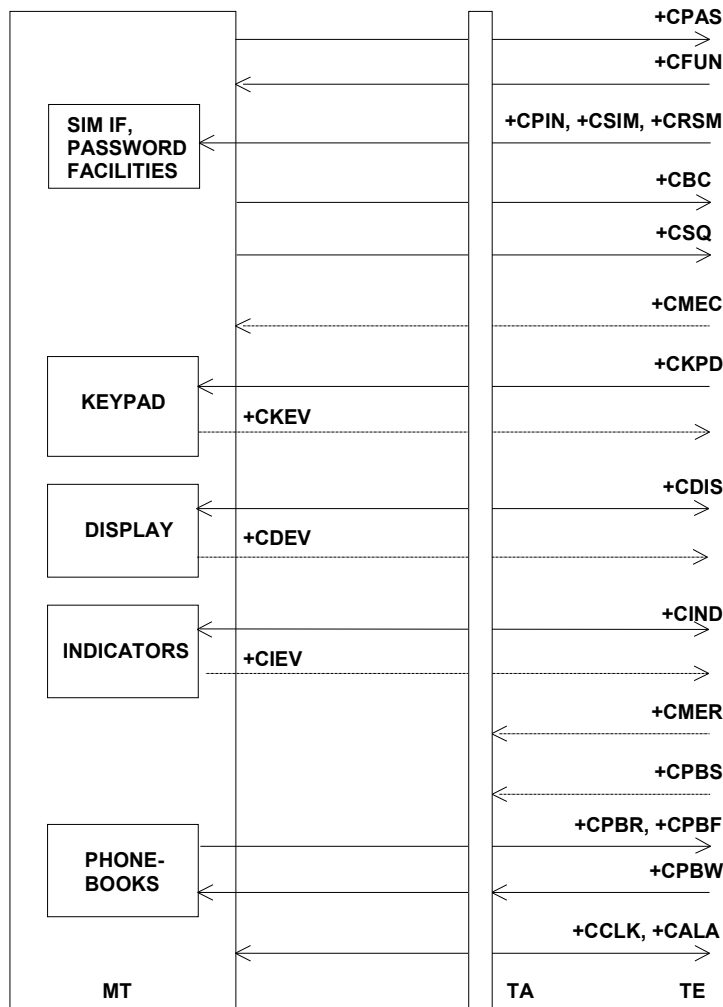 +CPAS
+CFUN
SIM IF,
PASSWORD
FACILITIES
+CPIN, +CSIM, +CRSM
+CBC
+CSQ
+CMEC
+CKPD
KEYPAD
+CKEV
+CDIS
DISPLAY
+CDEV
+CIND
INDICATORS
+CIEV
+CMER
+CPBS
+CPBR, +CPBF
PHONE-
BOOKS
+CPBW
+CCLK, +CALA
MT TA TE